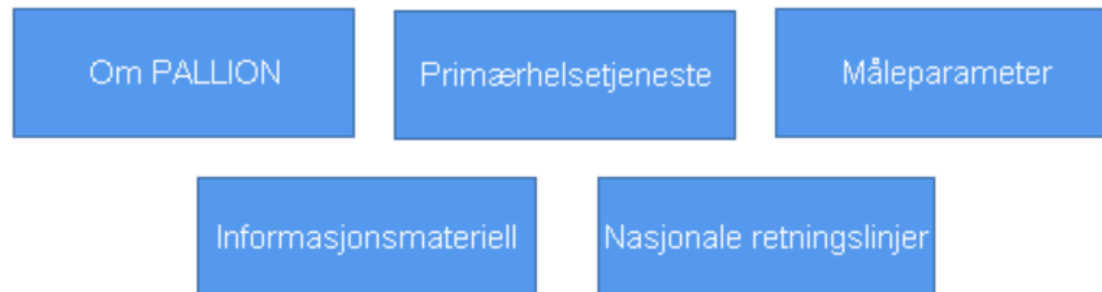 Om PALLION
Primærhelsetjeneste
Måleparameter
Informasjonsmateriell
Nasjonale retningslinjer